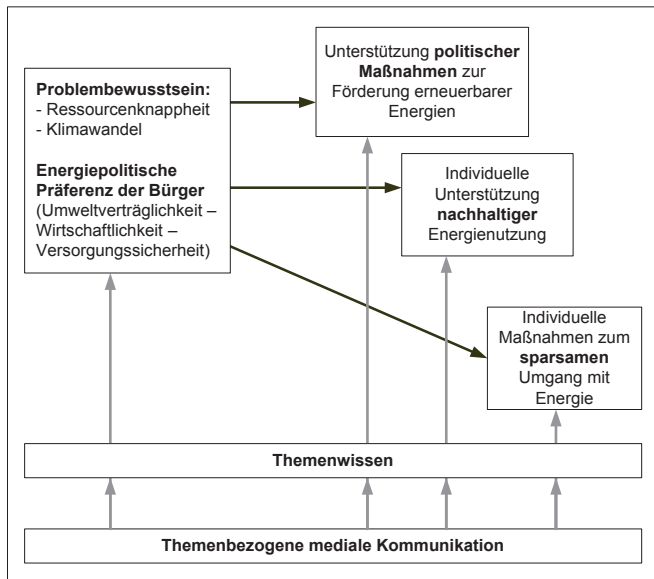 Problembewusstsein:
- Ressourcenknappheit
- Klimawandel
Energiepolitische
Präferenz der Bürger
(Umweltverträglichkeit –
Wirtschaftlichkeit –
Versorgungssicherheit)
Unterstützung politischer
Maßnahmen zur
Förderung erneuerbarer
Energien
Individuelle
Unterstützung
nachhaltiger
Energienutzung
Individuelle
Maßnahmen zum
sparsamen
Umgang mit
Energie
Themenwissen
Themenbezogene mediale Kommunikation